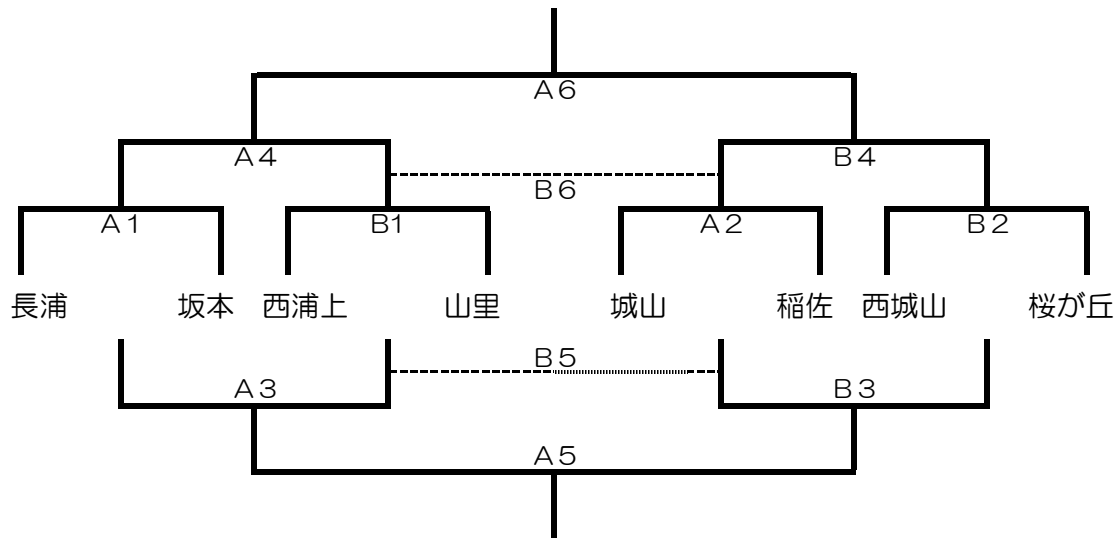 A6
A4 B4
B6
A1 B1 A2 B2
長浦 坂本 西浦上 山里 城山 稲佐 西城山 桜が丘
B5
A3 B3
A5